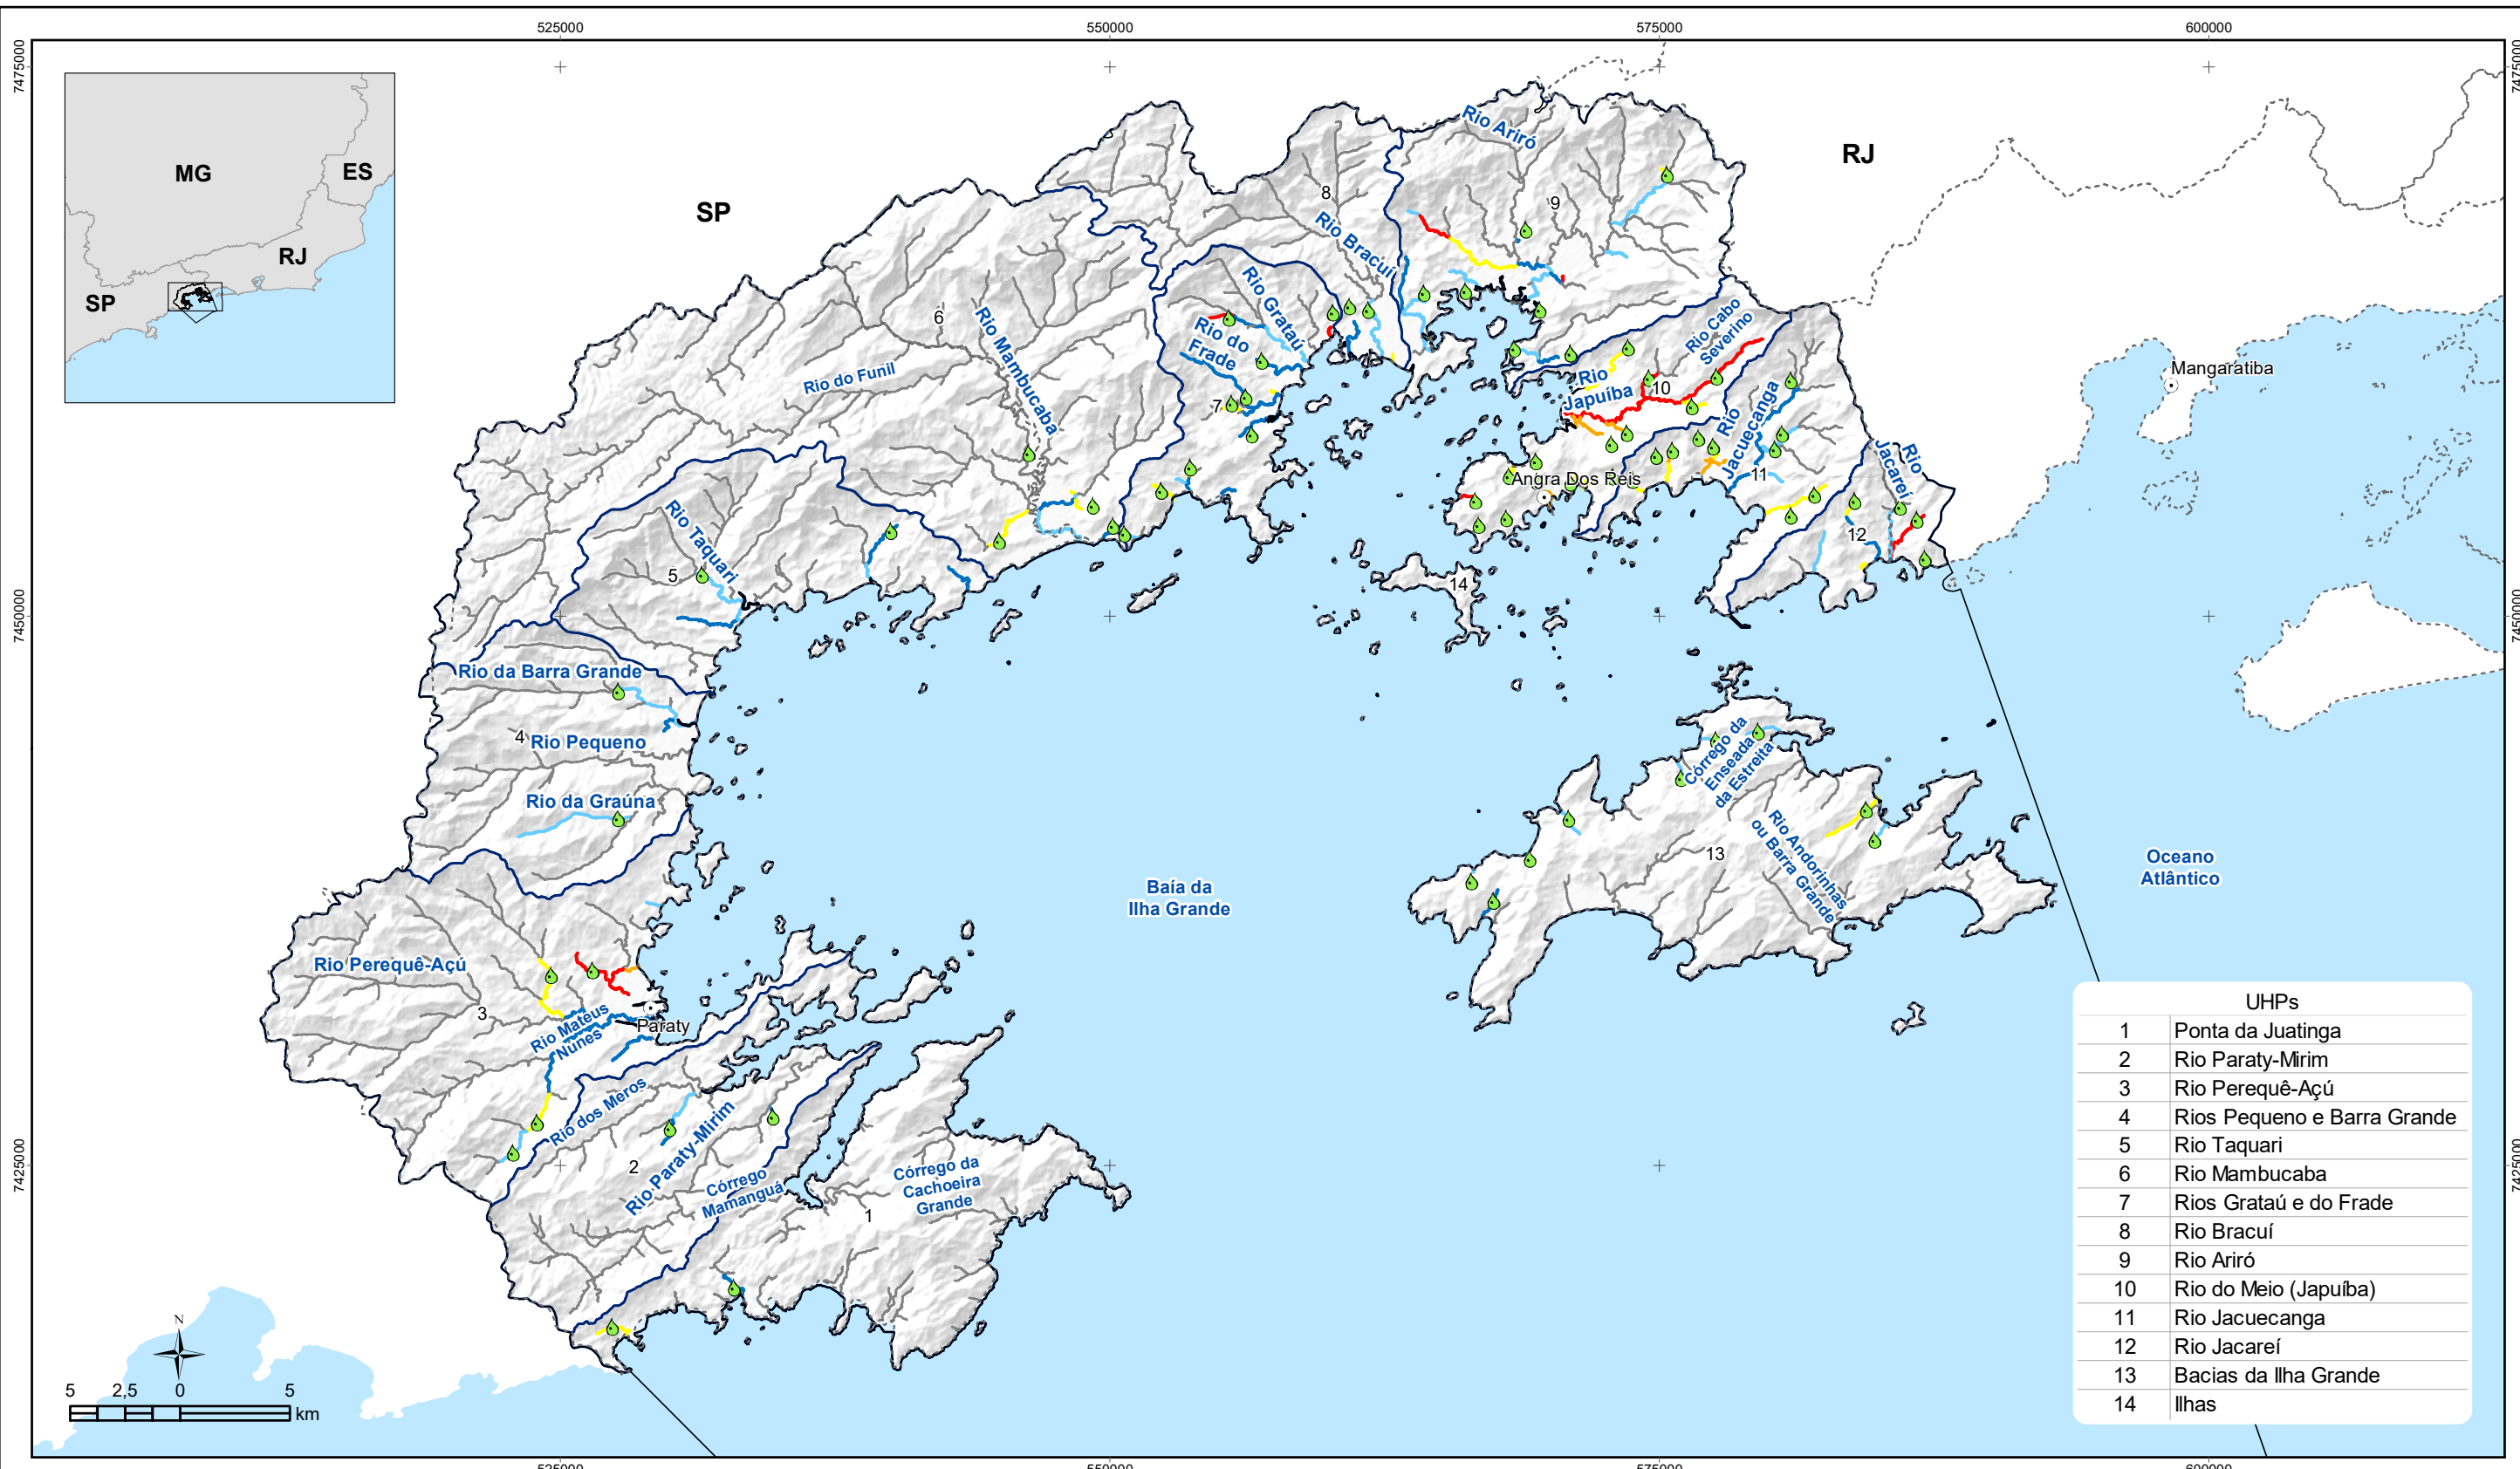 525000
550000
575000
600000
7475000
7475000
MG
ES
RJ
SP
SP
RJ
Rio Ariró
8
9
Rio Bracuí
Rio Grataú
6
Rio Mambucaba
Rio do
Frade
Rio Cabo
Severino
Mangaratiba
Rio do Funil
Rio
Japuíba
10
7
Rio
Jacuecanga
Rio
Jacareí
Angra Dos Reis
11
12
Rio Taquari
5
14
7450000
7450000
Rio da Barra Grande
4
Rio Pequeno
Córrego da
Enseada
da Estreita
Rio da Graúna
Rio Andorinhas
ou Barra Grande
13
Baía da
Ilha Grande
Oceano
Atlântico
Rio Perequê-Açú
3
Rio Mateus
Nunes
Paraty
Rio dos Meros
2
Rio Paraty-Mirim
Córrego
Mamanguá
Córrego da
Cachoeira
Grande
1
7425000
7425000
UHPs
1 Ponta da Juatinga
2 Rio Paraty-Mirim
3 Rio Perequê-Açú
4 Rios Pequeno e Barra Grande
5 Rio Taquari
6 Rio Mambucaba
7 Rios Grataú e do Frade
8 Rio Bracuí
9 Rio Ariró
10 Rio do Meio (Japuíba)
11 Rio Jacuecanga
12 Rio Jacareí
13 Bacias da Ilha Grande
14 Ilhas
N
5 2,5 0 5
km
525000
550000
575000
600000